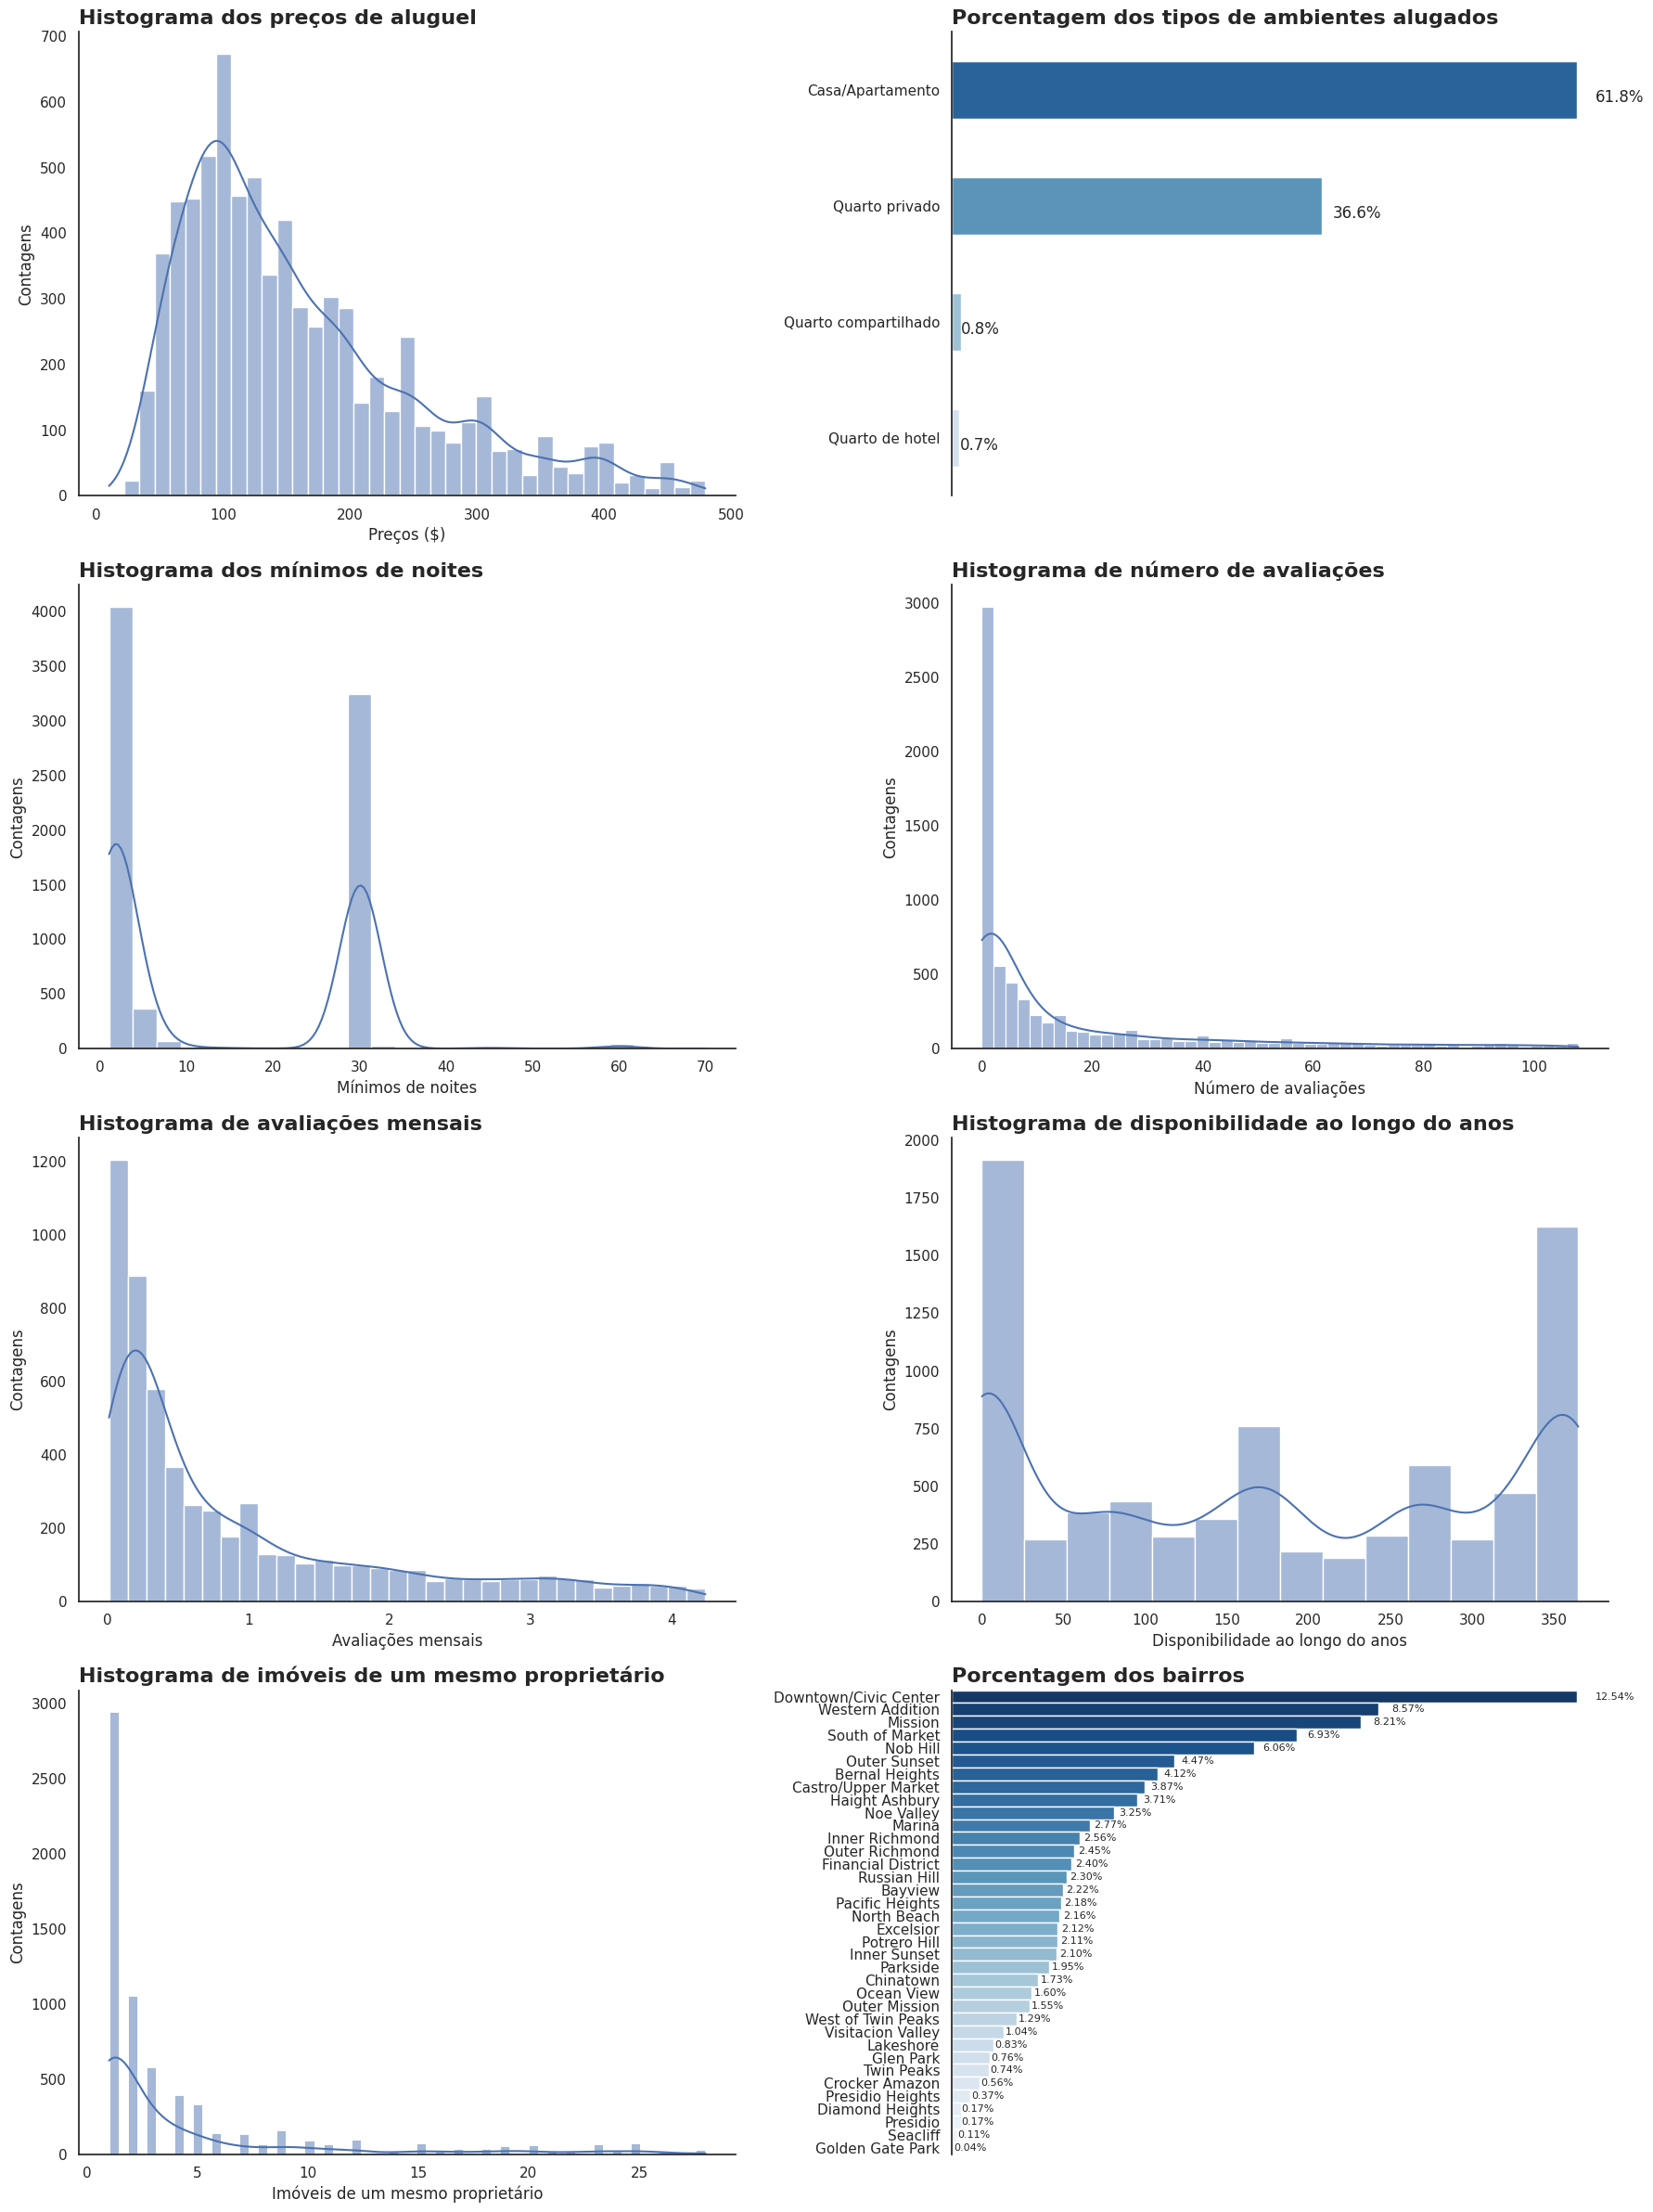 Histograma dos preços de aluguel
700
600
500
400
300
200
100
0
Contagens
0 100 200 300 400 500
Preços ($)
Porcentagem dos tipos de ambientes alugados
Casa/Apartamento 61.8%
Quarto privado 36.6%
Quarto compartilhado 0.8%
Quarto de hotel 0.7%
Histograma dos mínimos de noites
4000
3500
3000
2500
2000
1500
1000
500
0
Contagens
0 10 20 30 40 50 60 70
Mínimos de noites
Histograma de número de avaliações
3000
2500
2000
1500
1000
500
0
Contagens
0 20 40 60 80 100
Número de avaliações
Histograma de avaliações mensais
1200
1000
800
600
400
200
0
Contagens
0 1 2 3 4
Avaliações mensais
Histograma de disponibilidade ao longo do anos
2000
1750
1500
1250
1000
750
500
250
0
Contagens
0 50 100 150 200 250 300 350
Disponibilidade ao longo do anos
Histograma de imóveis de um mesmo proprietário
3000
2500
2000
1500
1000
500
0
Contagens
0 5 10 15 20 25
Imóveis de um mesmo proprietário
Porcentagem dos bairros
Downtown/Civic Center 12.54%
Western Addition 8.57%
Mission 8.21%
South of Market 6.93%
Nob Hill 6.06%
Outer Sunset 4.47%
Bernal Heights 4.12%
Castro/Upper Market 3.87%
Haight Ashbury 3.71%
Noe Valley 3.25%
Marina 2.77%
Inner Richmond 2.56%
Outer Richmond 2.45%
Financial District 2.40%
Russian Hill 2.30%
Bayview 2.22%
Pacific Heights 2.18%
North Beach 2.16%
Excelsior 2.12%
Potrero Hill 2.11%
Inner Sunset 2.10%
Parkside 1.95%
Chinatown 1.73%
Ocean View 1.60%
Outer Mission 1.55%
West of Twin Peaks 1.29%
Visitacion Valley 1.04%
Lakeshore 0.83%
Glen Park 0.76%
Twin Peaks 0.74%
Crocker Amazon 0.56%
Presidio Heights 0.37%
Diamond Heights 0.17%
Presidio 0.17%
Seacliff 0.11%
Golden Gate Park 0.04%